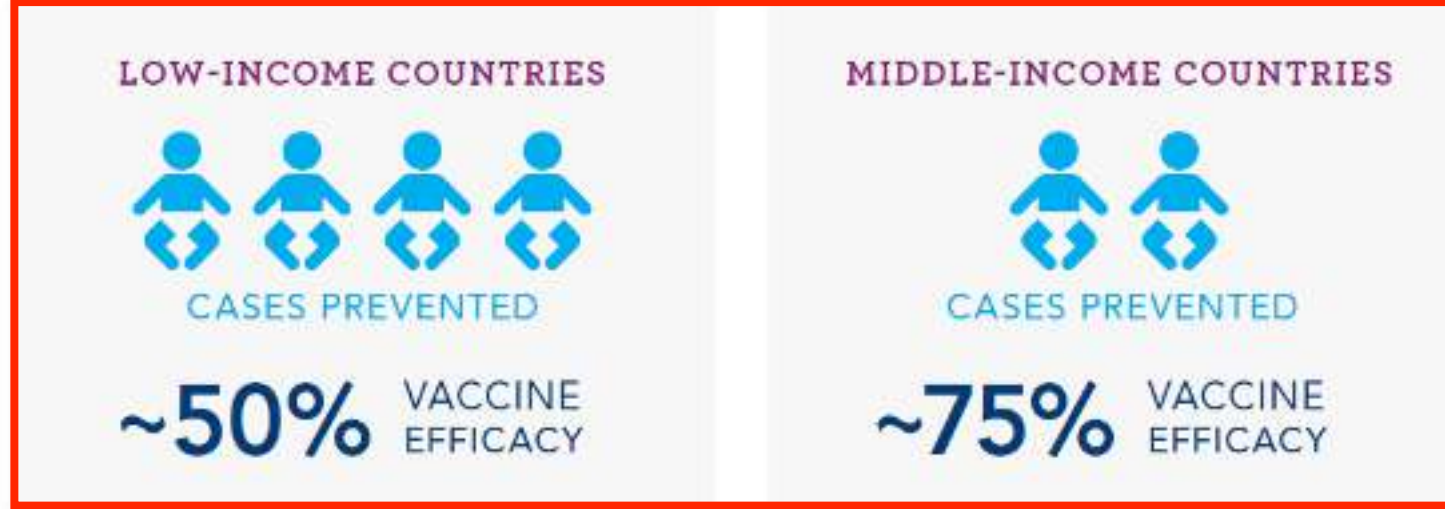 LOW-INCOME COUNTRIES
CASES PREVENTED
~50% VACCINE
EFFICACY
MIDDLE-INCOME COUNTRIES
CASES PREVENTED
~75% VACCINE
EFFICACY